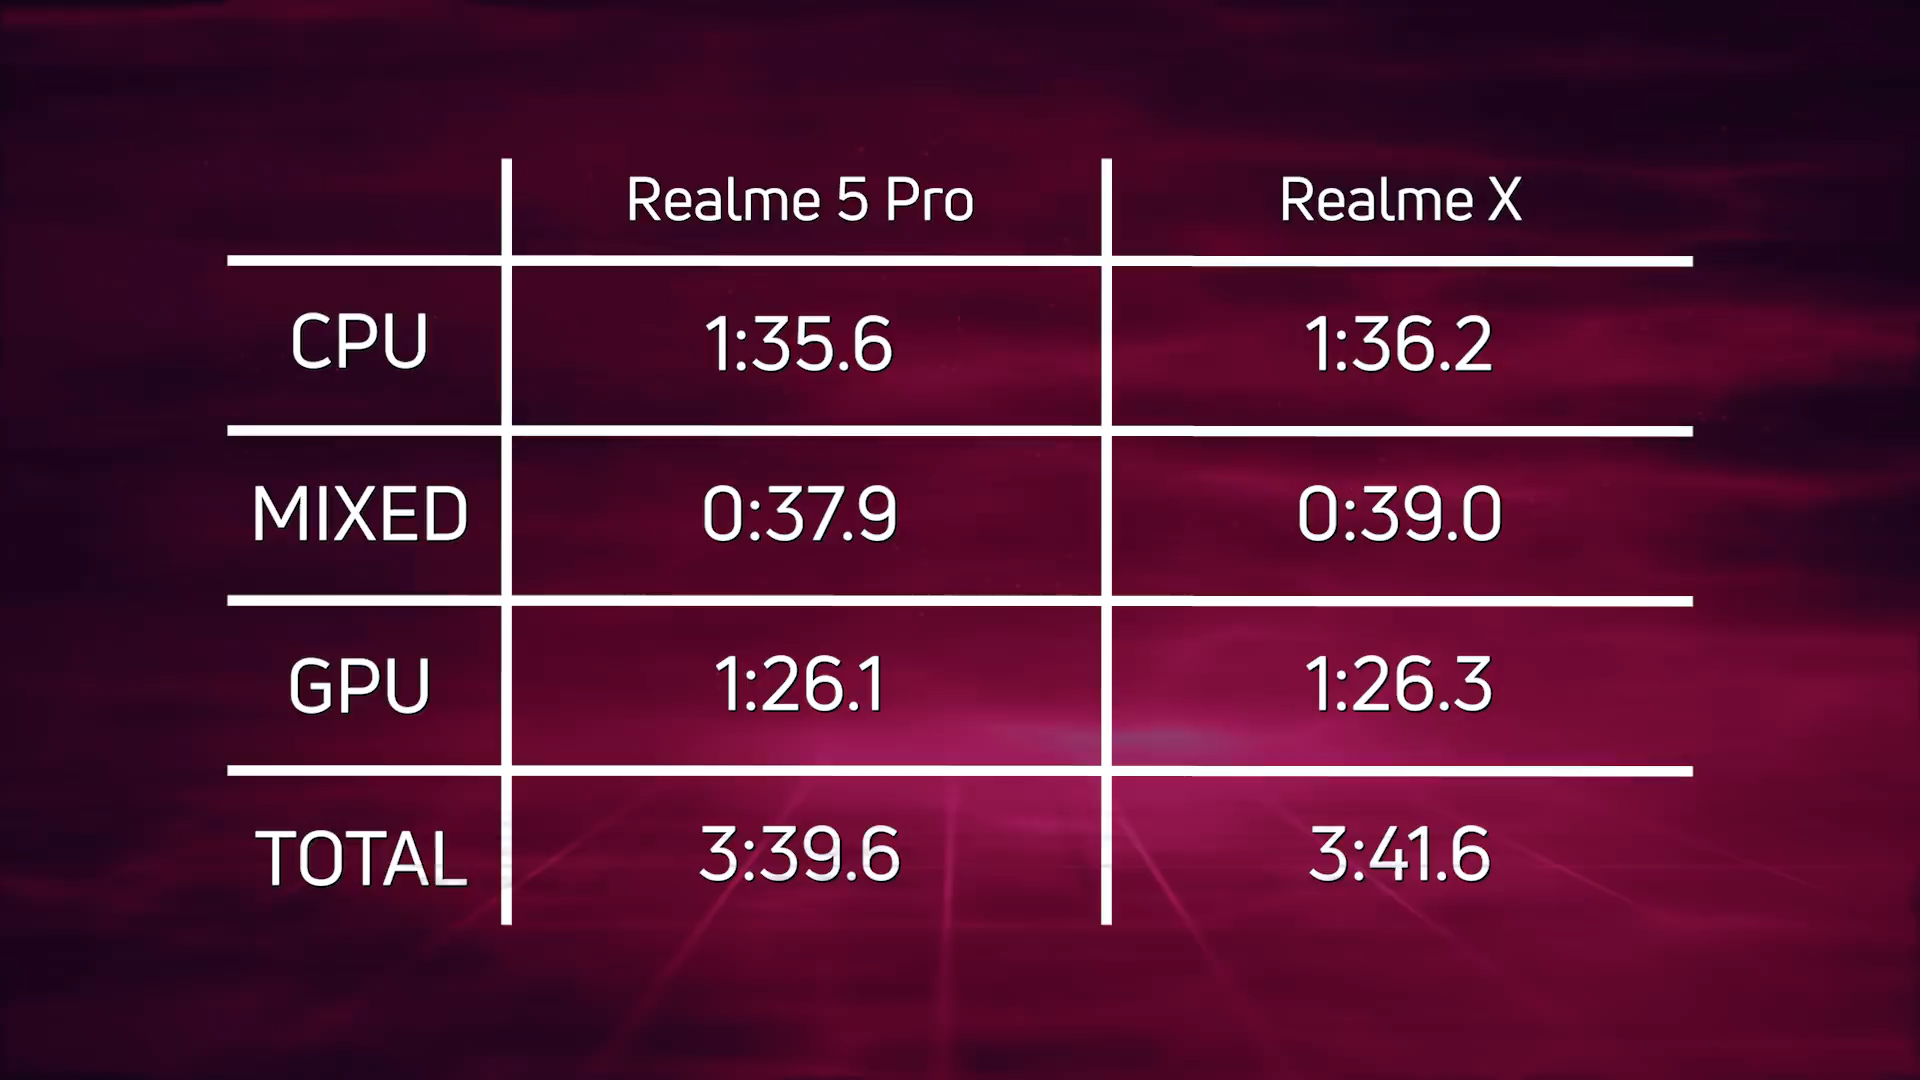 Realme 5 Pro Realme X
CPU 1:35.6 1:36.2
MIXED 0:37.9 0:39.0
GPU 1:26.1 1:26.3
TOTAL 3:39.6 3:41.6